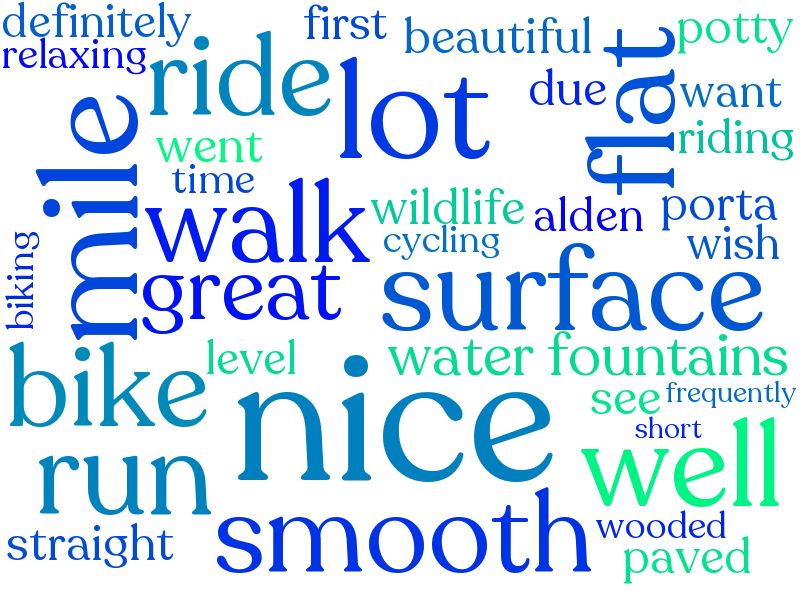 definitely
first
beautiful
potty
relaxing
ride
lot
flat
due
want
mile
went
riding
time
walk
wildlife
alden
porta
cycling
wish
biking
great
surface
level
water fountains
bike
nice
see
frequently
short
run
well
straight
smooth
wooded
paved